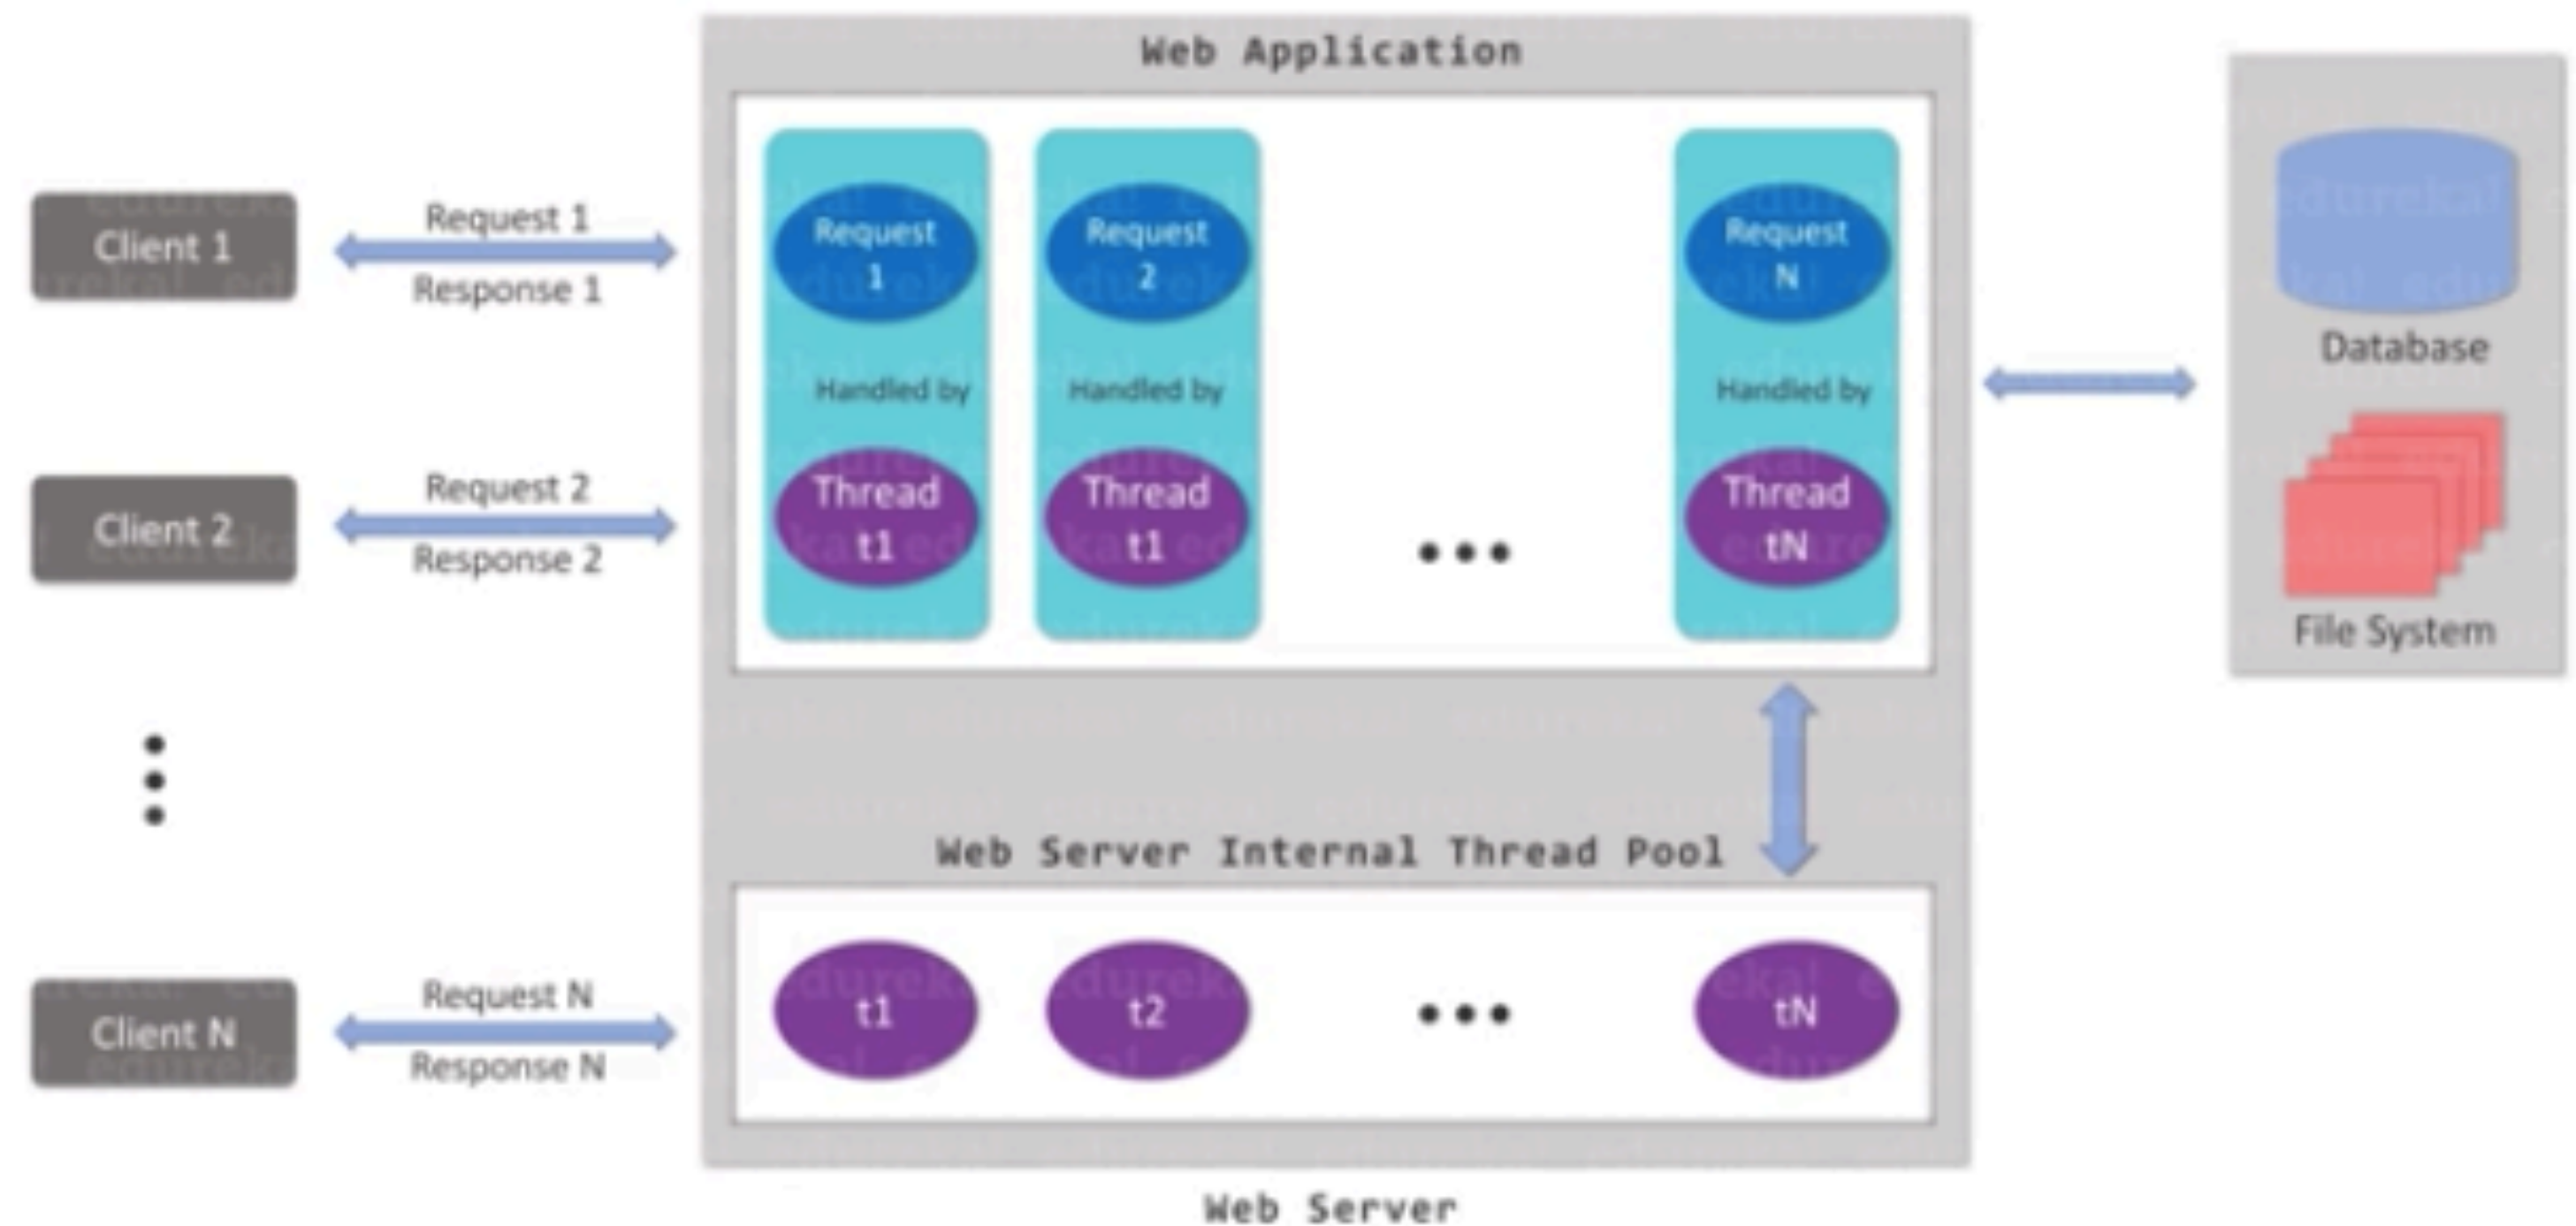 Web Application
Client 1
Request 1
Response 1
Request
1
Handled by
Thread
t1
Request
2
Handled by
Thread
t1
Request
N
Handled by
Thread
tN
Database
File System
Client 2
Request 2
Response 2
Web Server Internal Thread Pool
Client N
Request N
Response N
t1
t2
tN
Web Server